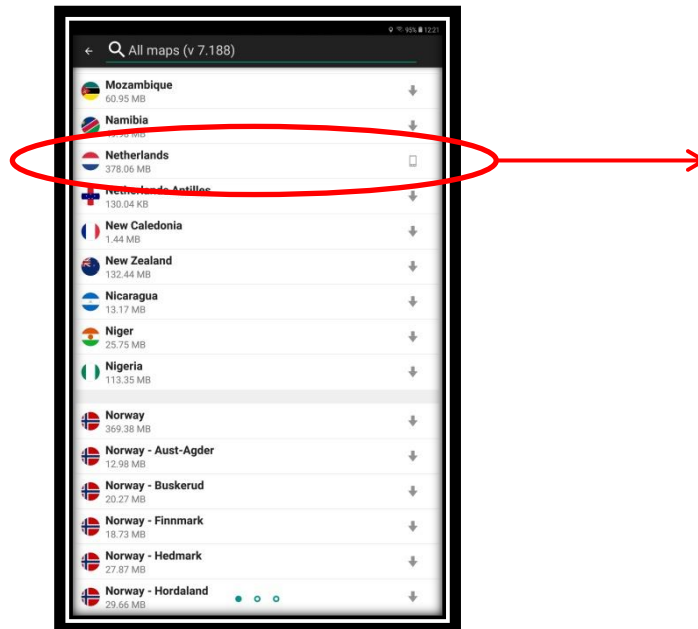 95% 12:21
All maps (v 7.188)
Mozambique
60.95 MB
Namibia
MB
Netherlands
378.06 MB
Netherlands Antilles
130.04 KB
New Caledonia
1.44 MB
New Zealand
132.44 MB
Nicaragua
13.17 MB
Niger
25.75 MB
Nigeria
113.35 MB
Norway
369.38 MB
Norway - Aust-Agder
12.98 MB
Norway - Buskerud
20.27 MB
Norway - Finnmark
18.73 MB
Norway - Hedmark
27.87 MB
Norway - Hordaland
29.66 MB